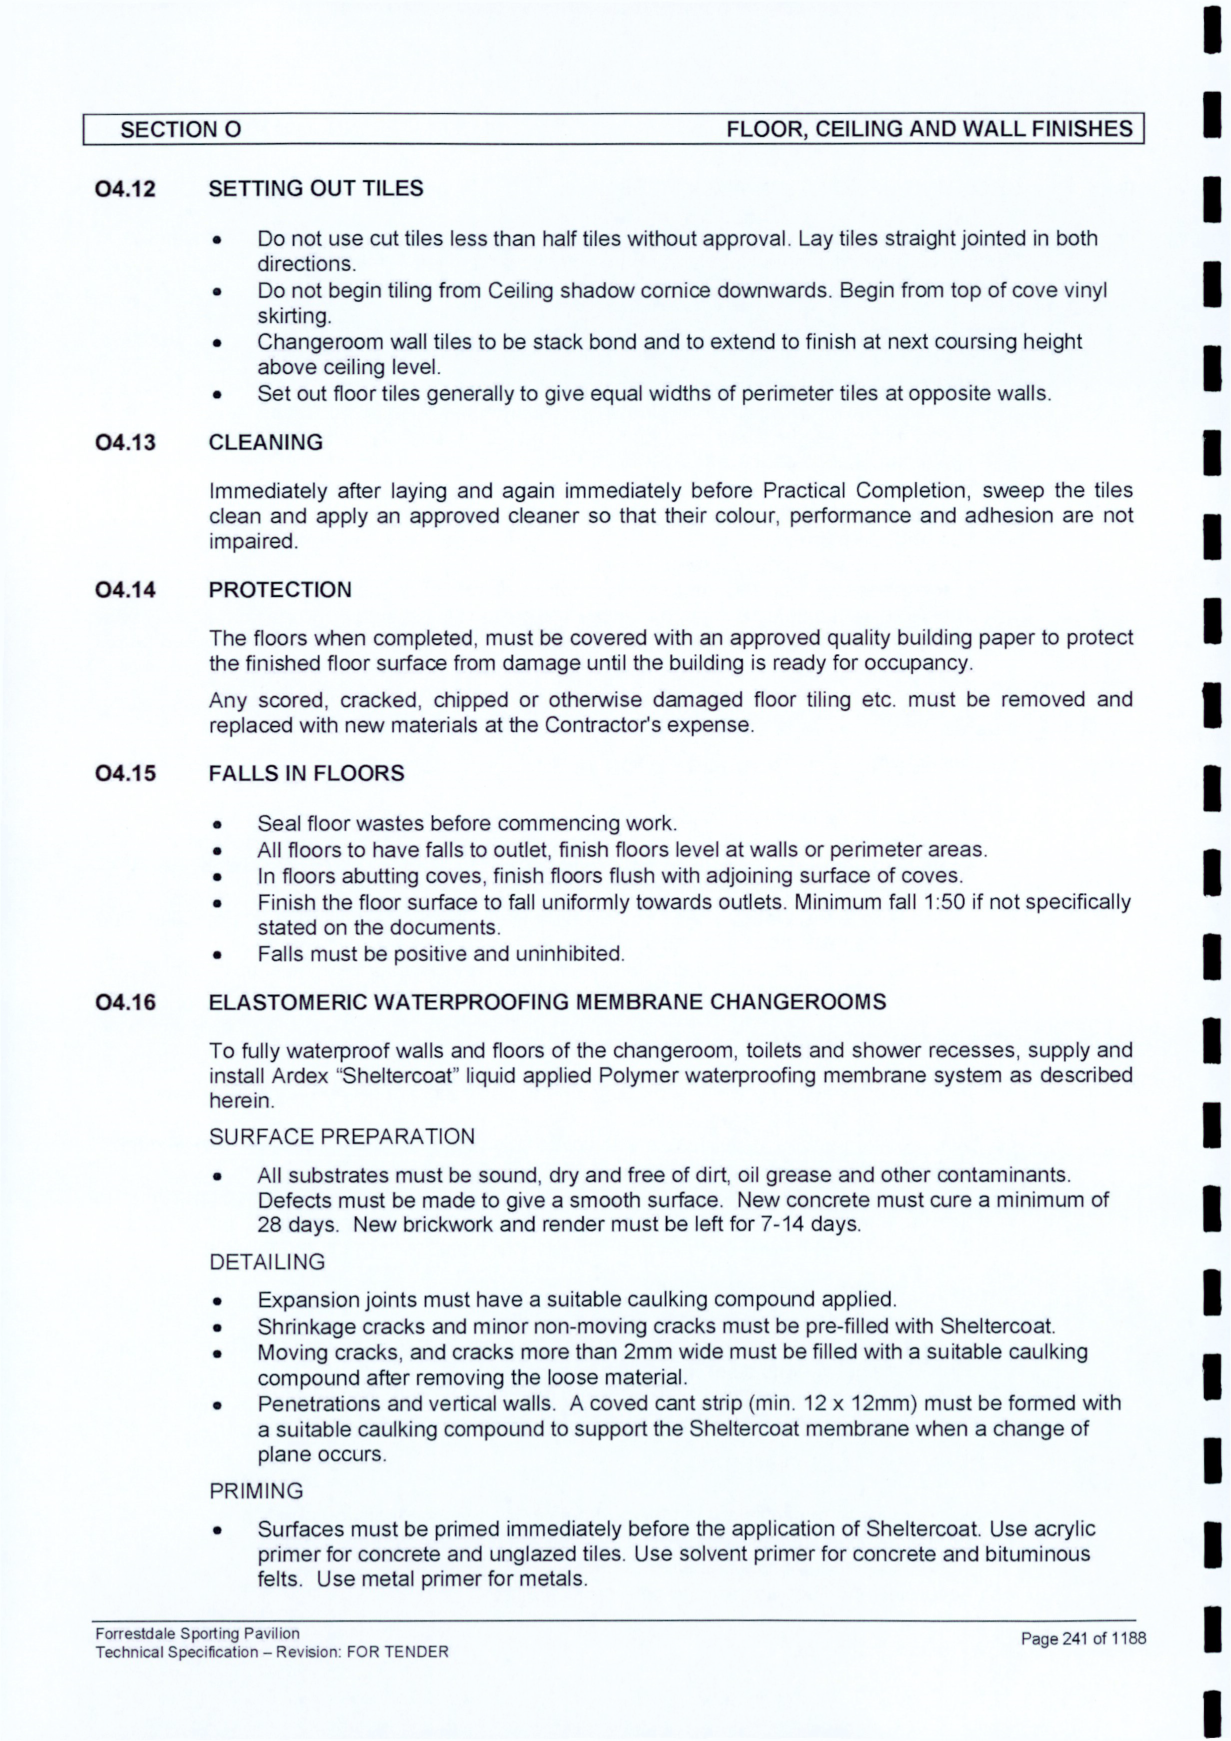 SECTION O FLOOR, CEILING AND WALL FINISHES
O4.12 SETTING OUT TILES
• Do not use cut tiles less than half tiles without approval. Lay tiles straight jointed in both
directions.
• Do not begin tiling from Ceiling shadow cornice downwards. Begin from top of cove vinyl
skirting.
• Changeroom wall tiles to be stack bond and to extend to finish at next coursing height
above ceiling level.
• Set out floor tiles generally to give equal widths of perimeter tiles at opposite walls.
O4.13 CLEANING
Immediately after laying and again immediately before Practical Completion, sweep the tiles
clean and apply an approved cleaner so that their colour, performance and adhesion are not
impaired.
O4.14 PROTECTION
The floors when completed, must be covered with an approved quality building paper to protect
the finished floor surface from damage until the building is ready for occupancy.
Any scored, cracked, chipped or otherwise damaged floor tiling etc. must be removed and
replaced with new materials at the Contractor's expense.
O4.15 FALLS IN FLOORS
• Seal floor wastes before commencing work.
• All floors to have falls to outlet, finish floors level at walls or perimeter areas.
• In floors abutting coves, finish floors flush with adjoining surface of coves.
• Finish the floor surface to fall uniformly towards outlets. Minimum fall 1:50 if not specifically
stated on the documents.
• Falls must be positive and uninhibited.
O4.16 ELASTOMERIC WATERPROOFING MEMBRANE CHANGEROOMS
To fully waterproof walls and floors of the changeroom, toilets and shower recesses, supply and
install Ardex “Sheltercoat” liquid applied Polymer waterproofing membrane system as described
herein.
SURFACE PREPARATION
• All substrates must be sound, dry and free of dirt, oil grease and other contaminants.
Defects must be made to give a smooth surface. New concrete must cure a minimum of
28 days. New brickwork and render must be left for 7-14 days.
DETAILING
• Expansion joints must have a suitable caulking compound applied.
• Shrinkage cracks and minor non-moving cracks must be pre-filled with Sheltercoat.
• Moving cracks, and cracks more than 2mm wide must be filled with a suitable caulking
compound after removing the loose material.
• Penetrations and vertical walls. A coved cant strip (min. 12 x 12mm) must be formed with
a suitable caulking compound to support the Sheltercoat membrane when a change of
plane occurs.
PRIMING
• Surfaces must be primed immediately before the application of Sheltercoat. Use acrylic
primer for concrete and unglazed tiles. Use solvent primer for concrete and bituminous
felts. Use metal primer for metals.
Forrestdale Sporting Pavilion
Technical Specification – Revision: FOR TENDER
Page 241 of 1188